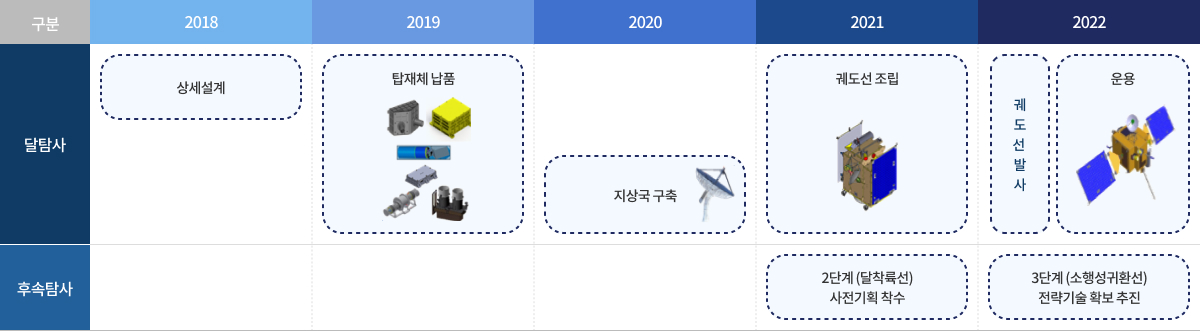 구분
2018
2019
2020
2021
2022
달탐사
상세설계
탑재체 납품
지상국 구축
궤도선 조립
궤
도
선
발
사
운용
후속탐사
2단계 (달착륙선)
사전기획 착수
3단계 (소행성귀환선)
전략기술 확보 추진